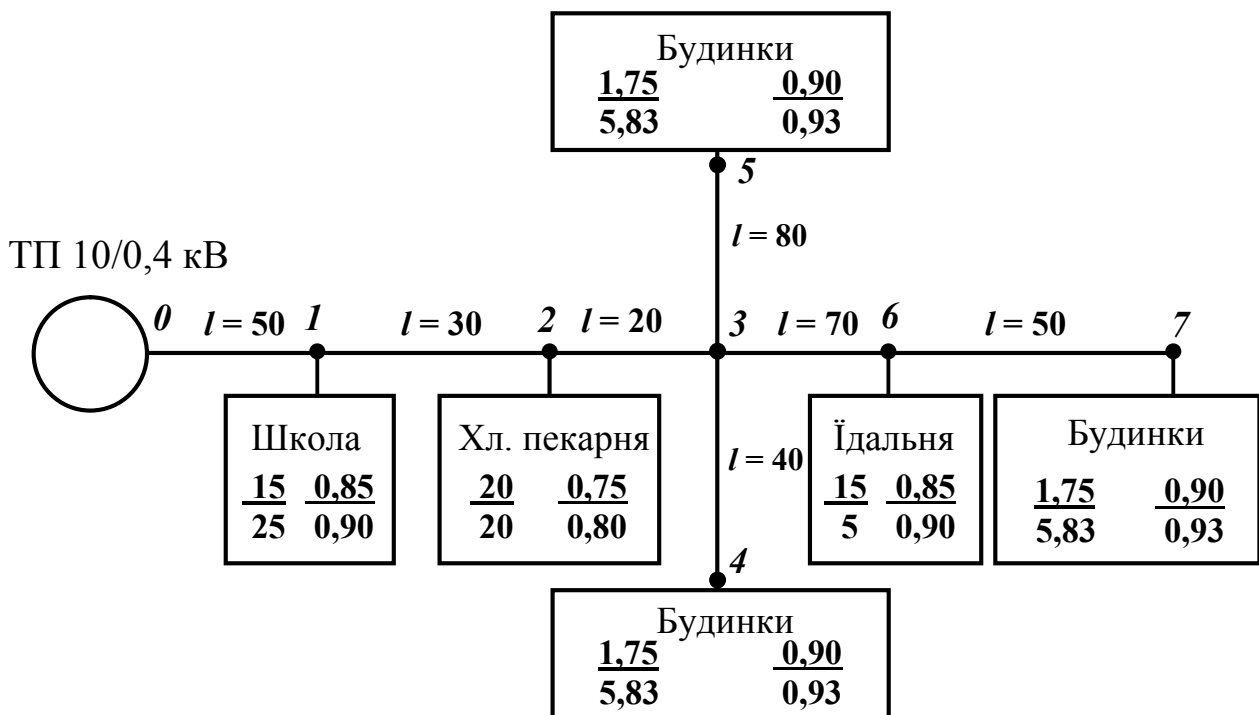 Будинки
1,75 0,90
5,83 0,93
5
l = 80
ТП 10/0,4 кВ
0 l = 50 1 l = 30 2 l = 20 3 l = 70 6 l = 50 7
Школа
15 0,85
25 0,90
Хл. пекарня
20 0,75
20 0,80
l = 40
Їдальня
15 0,85
5 0,90
Будинки
1,75 0,90
5,83 0,93
4
Будинки
1,75 0,90
5,83 0,93